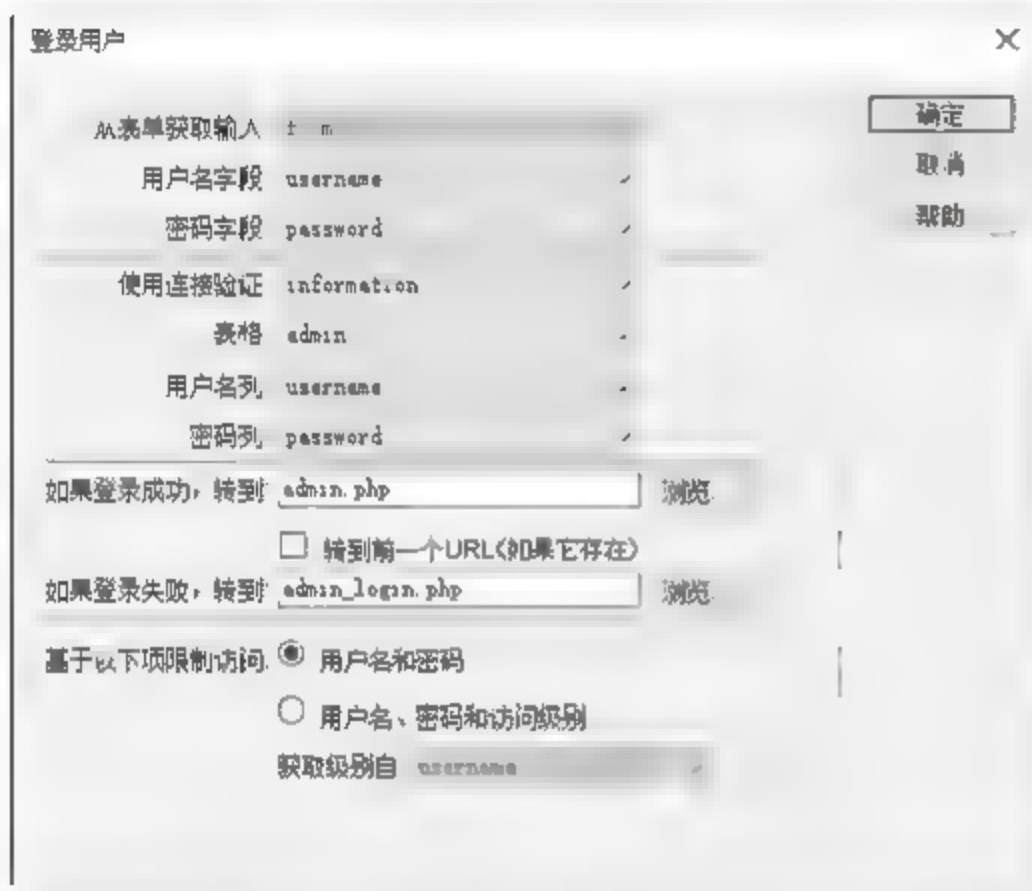 登录用户
从表单获取输入
确定
用户名字段 username
取消
密码字段 password
帮助
使用连接验证 information
表格 admin
用户名列 username
密码列 password
如果登录成功，转到 admin.php 浏览
转到前一个URL(如果它存在)
如果登录失败，转到 admin_login.php 浏览
基于以下项限制访问 用户名和密码
用户名、密码和访问级别
获取级别自 username